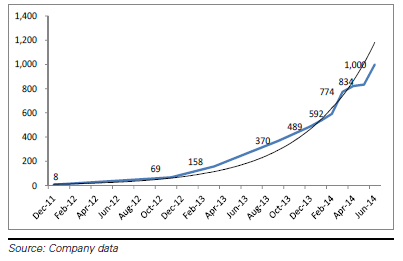 1,400
1,200
1,000
800
600
400
200
0
8
69
158
370
489
592
774
834
1,000
Dec-11
Feb-12
Apr-12
Jun-12
Aug-12
Oct-12
Dec-12
Feb-13
Apr-13
Jun-13
Aug-13
Oct-13
Dec-13
Feb-14
Apr-14
Jun-14
Source: Company data